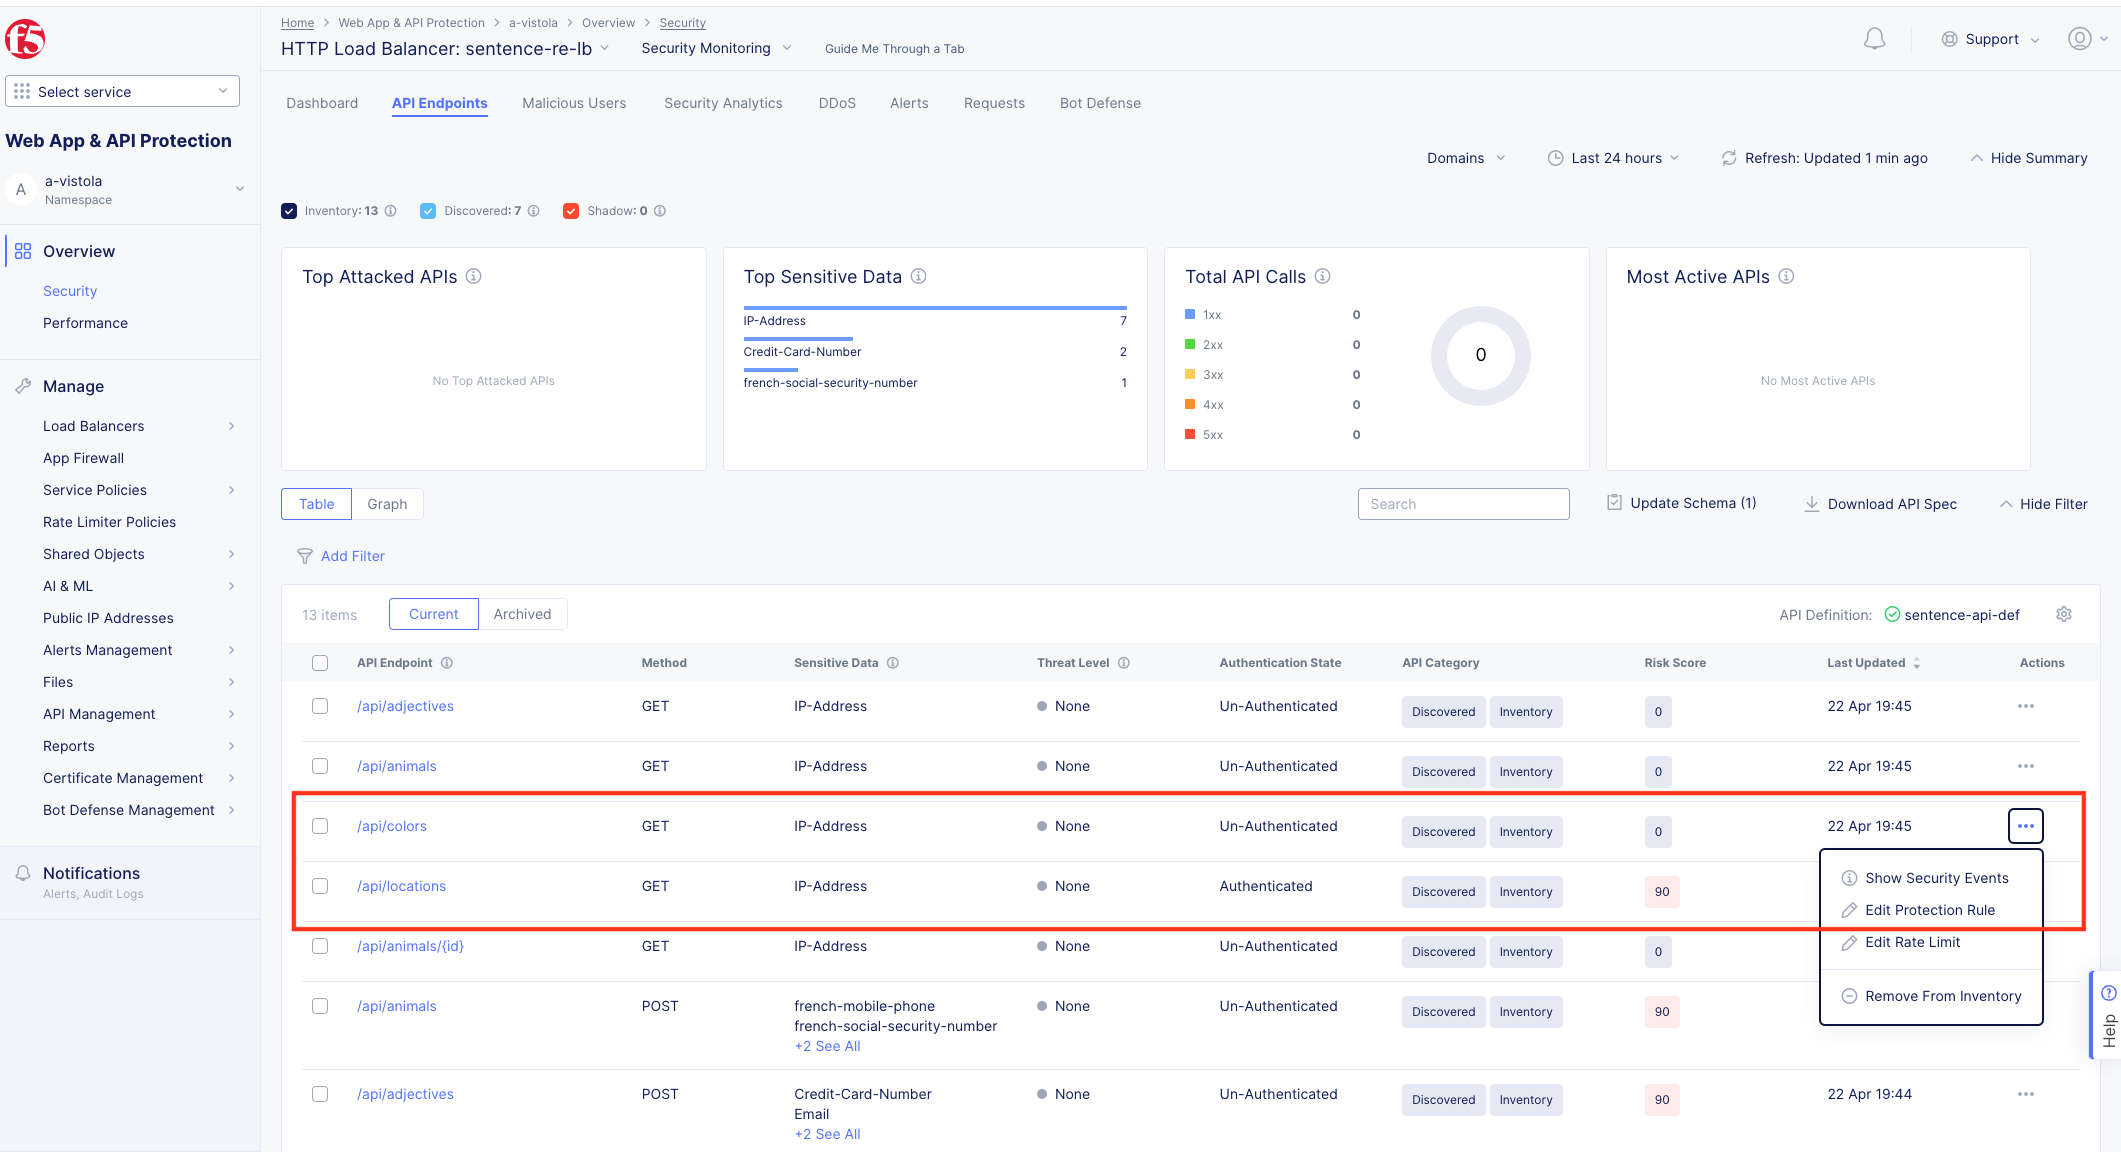 Home > Web App & API Protection > a-vistola > Overview > Security
HTTP Load Balancer: sentence-re-lb Security Monitoring Guide Me Through a Tab
Support
f5
Select service
Web App & API Protection
A
a-vistola
Namespace
Overview
Security
Performance
Manage
Load Balancers
App Firewall
Service Policies
Rate Limiter Policies
Shared Objects
AI & ML
Public IP Addresses
Alerts Management
Files
API Management
Reports
Certificate Management
Bot Defense Management
Notifications
Alerts, Audit Logs
Dashboard API Endpoints Malicious Users Security Analytics DDoS Alerts Requests Bot Defense
Domains Last 24 hours Refresh: Updated 1 min ago Hide Summary
Inventory: 13 Discovered: 7 Shadow: 0
Top Attacked APIs
No Top Attacked APIs
Top Sensitive Data
IP-Address 7
Credit-Card-Number 2
french-social-security-number 1
Total API Calls
1xx 0
2xx 0
3xx 0
4xx 0
5xx 0
0
Most Active APIs
No Most Active APIs
Table Graph Search Update Schema (1) Download API Spec Hide Filter
Add Filter
13 items Current Archived API Definition: sentence-api-def
API Endpoint Method Sensitive Data Threat Level Authentication State API Category Risk Score Last Updated Actions
/api/adjectives GET IP-Address None Un-Authenticated Discovered Inventory 0 22 Apr 19:45 •••
/api/animals GET IP-Address None Un-Authenticated Discovered Inventory 0 22 Apr 19:45 •••
/api/colors GET IP-Address None Un-Authenticated Discovered Inventory 0 22 Apr 19:45 •••
/api/locations GET IP-Address None Authenticated Discovered Inventory 90
/api/animals/{id} GET IP-Address None Un-Authenticated Discovered Inventory 0
/api/animals POST french-mobile-phone None Un-Authenticated Discovered Inventory 90
french-social-security-number
+2 See All
/api/adjectives POST Credit-Card-Number None Un-Authenticated Discovered Inventory 90 22 Apr 19:44 •••
Email
+2 See All
Show Security Events
Edit Protection Rule
Edit Rate Limit
Remove From Inventory
Help